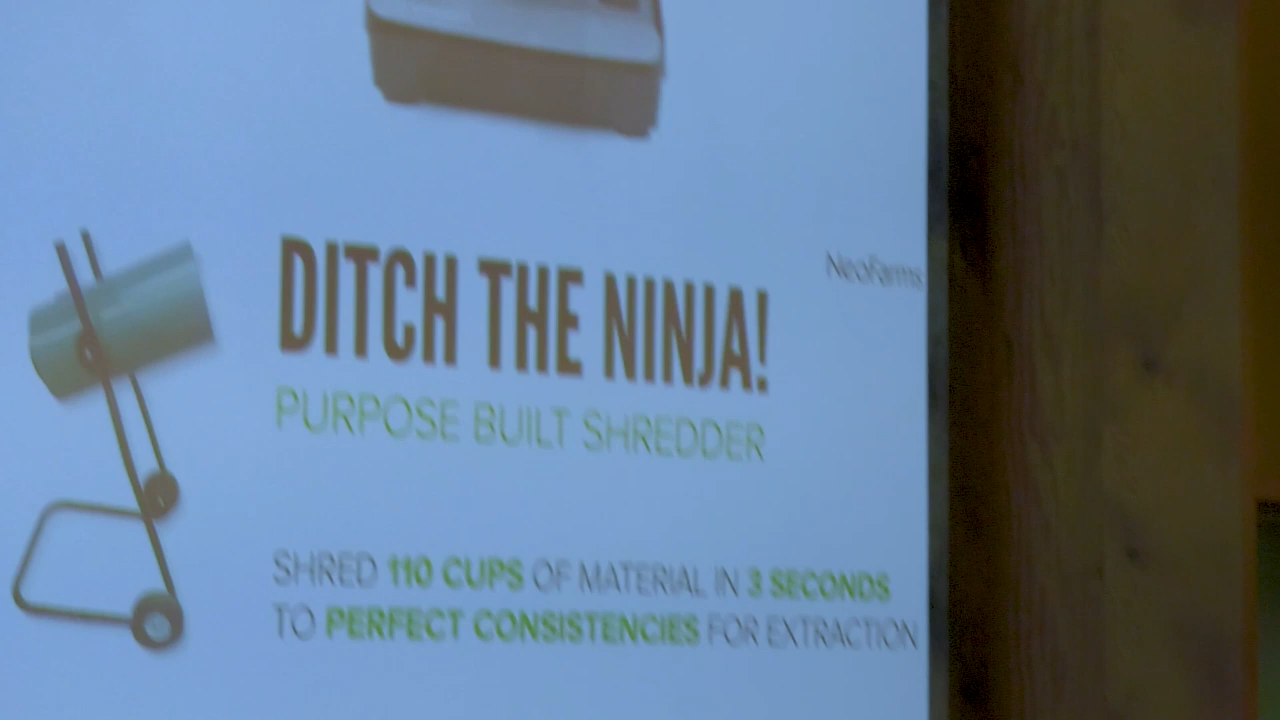 DITCH THE NINJA!
NeoFarms
PURPOSE BUILT SHREDDER
SHRED 110 CUPS OF MATERIAL IN 3 SECONDS
TO PERFECT CONSISTENCIES FOR EXTRACTION